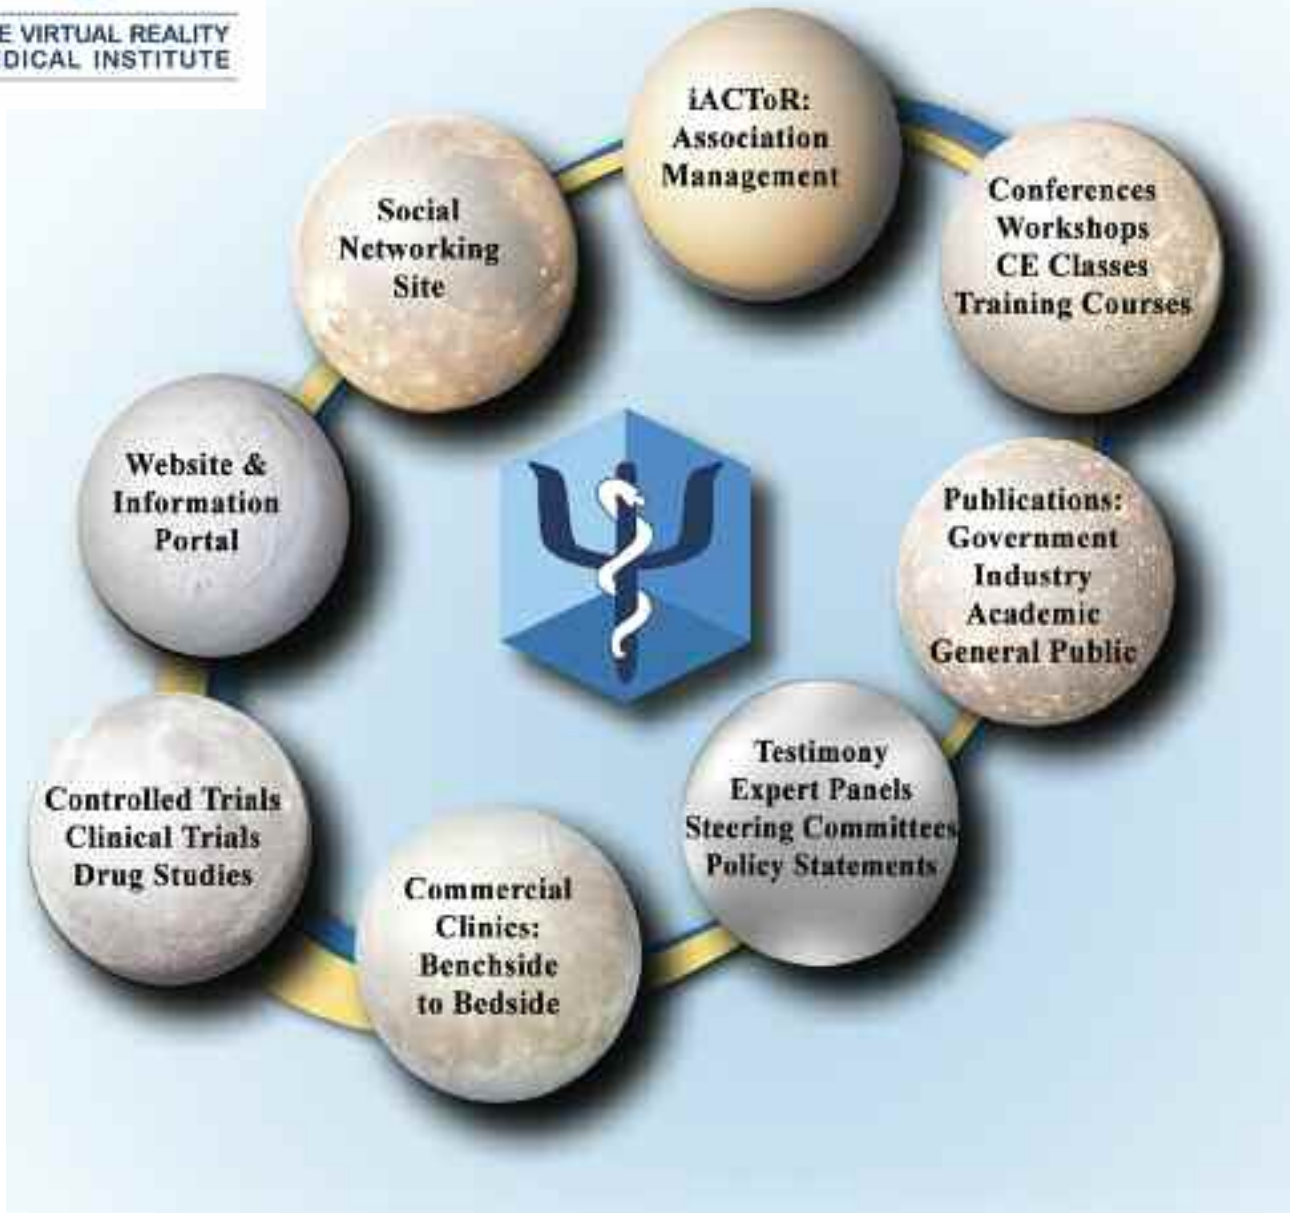 E VIRTUAL REALITY
DICAL INSTITUTE
iACToR:
Association
Management
Conferences
Workshops
CE Classes
Training Courses
Publications:
Government
Industry
Academic
General Public
Testimony
Expert Panels
Steering Committees
Policy Statements
Commercial
Clinics:
Benchside
to Bedside
Controlled Trials
Clinical Trials
Drug Studies
Website &
Information
Portal
Social
Networking
Site